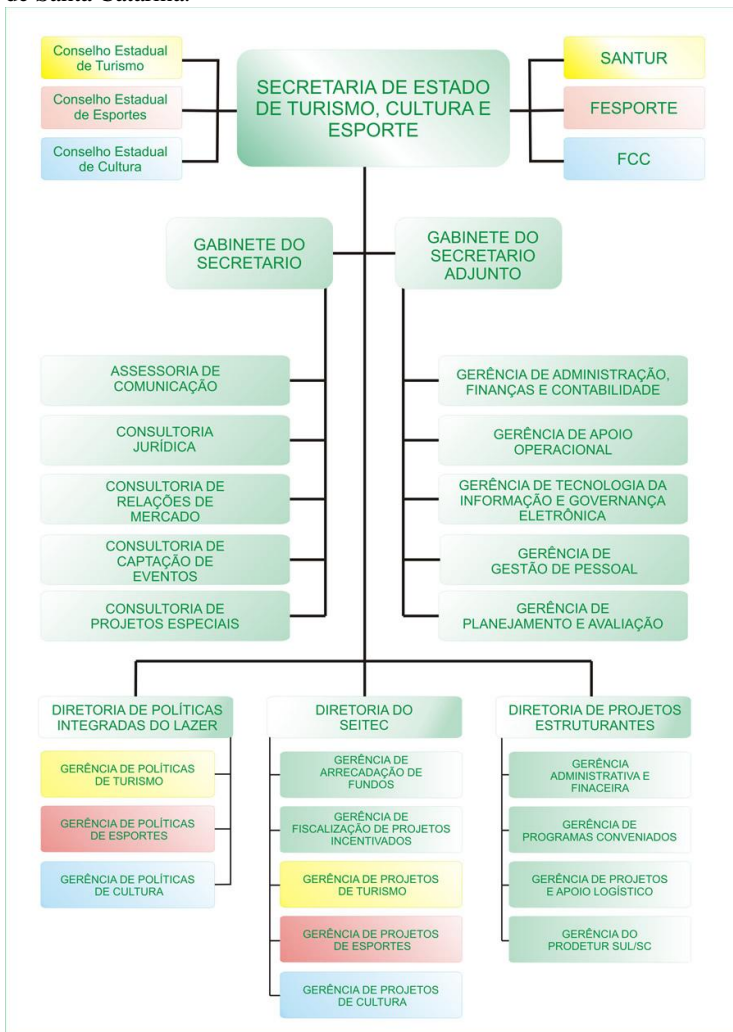 de Santa Catarina.
Conselho Estadual
de Turismo
Conselho Estadual
de Esportes
Conselho Estadual
de Cultura
SECRETARIA DE ESTADO
DE TURISMO, CULTURA E
ESPORTE
SANTUR
FESPORTE
FCC
GABINETE DO
SECRETARIO
GABINETE DO
SECRETARIO
ADJUNTO
ASSESSORIA DE
COMUNICAÇÃO
CONSULTORIA
JURÍDICA
CONSULTORIA DE
RELAÇÕES DE
MERCADO
CONSULTORIA DE
CAPTAÇÃO DE
EVENTOS
CONSULTORIA DE
PROJETOS ESPECIAIS
GERÊNCIA DE ADMINISTRAÇÃO,
FINANÇAS E CONTABILIDADE
GERÊNCIA DE APOIO
OPERACIONAL
GERÊNCIA DE TECNOLOGIA DA
INFORMAÇÃO E GOVERNANÇA
ELETRÔNICA
GERÊNCIA DE
GESTÃO DE PESSOAL
GERÊNCIA DE
PLANEJAMENTO E AVALIAÇÃO
DIRETORIA DE POLÍTICAS
INTEGRADAS DO LAZER
GERÊNCIA DE POLÍTICAS
DE TURISMO
GERÊNCIA DE POLÍTICAS
DE ESPORTES
GERÊNCIA DE POLÍTICAS
DE CULTURA
DIRETORIA DO
SEITEC
GERÊNCIA DE
ARRECADAÇÃO DE
FUNDOS
GERÊNCIA DE
FISCALIZAÇÃO DE PROJETOS
INCENTIVADOS
GERÊNCIA DE PROJETOS
DE TURISMO
GERÊNCIA DE PROJETOS
DE ESPORTES
GERÊNCIA DE PROJETOS
DE CULTURA
DIRETORIA DE PROJETOS
ESTRUTURANTES
GERÊNCIA
ADMINISTRATIVA E
FINACEIRA
GERÊNCIA DE
PROGRAMAS CONVENIADOS
GERÊNCIA DE PROJETOS
E APOIO LOGÍSTICO
GERÊNCIA DO
PRODETUR SUL/SC